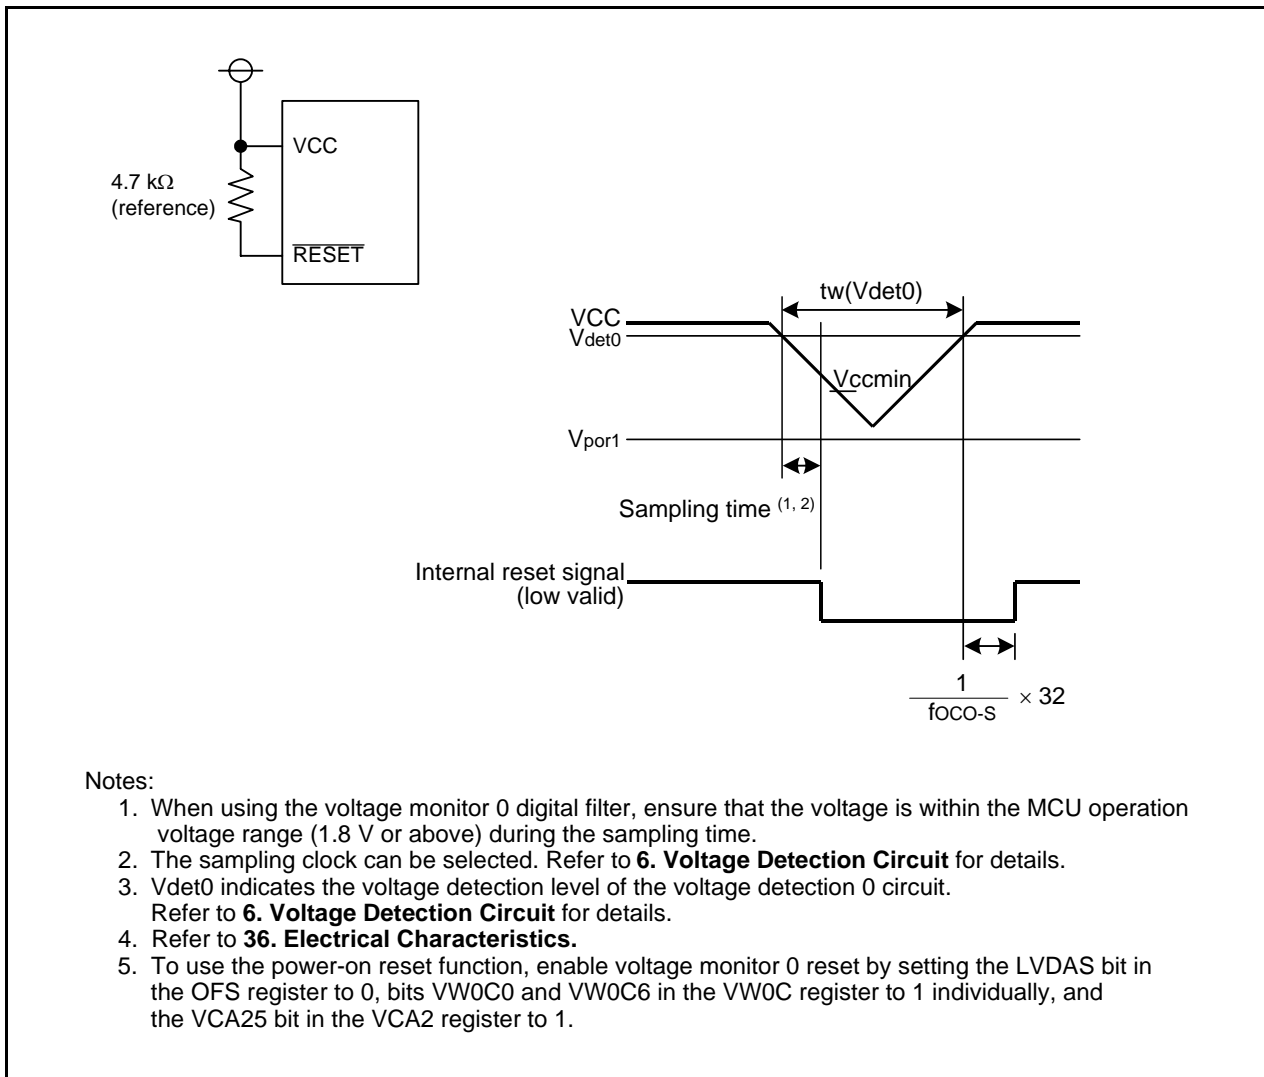 VCC
4.7 kΩ
(reference)
RESET
tw(Vdet0)
VCC
Vdet0
Vccmin
Vpor1
Sampling time (1, 2)
Internal reset signal
(low valid)
1
fOCO-S
× 32
Notes:
1. When using the voltage monitor 0 digital filter, ensure that the voltage is within the MCU operation
voltage range (1.8 V or above) during the sampling time.
2. The sampling clock can be selected. Refer to 6. Voltage Detection Circuit for details.
3. Vdet0 indicates the voltage detection level of the voltage detection 0 circuit.
Refer to 6. Voltage Detection Circuit for details.
4. Refer to 36. Electrical Characteristics.
5. To use the power-on reset function, enable voltage monitor 0 reset by setting the LVDAS bit in
the OFS register to 0, bits VW0C0 and VW0C6 in the VW0C register to 1 individually, and
the VCA25 bit in the VCA2 register to 1.